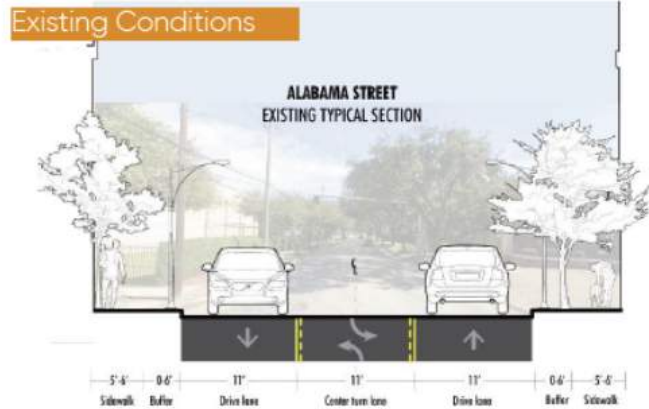 Existing Conditions
ALABAMA STREET
EXISTING TYPICAL SECTION
5'-6' 0-6' 11' 11' 11' 0-6' 5'-6'
Sidewalk Buffer Drive lane Center turn lane Drive lane Buffer Sidewalk